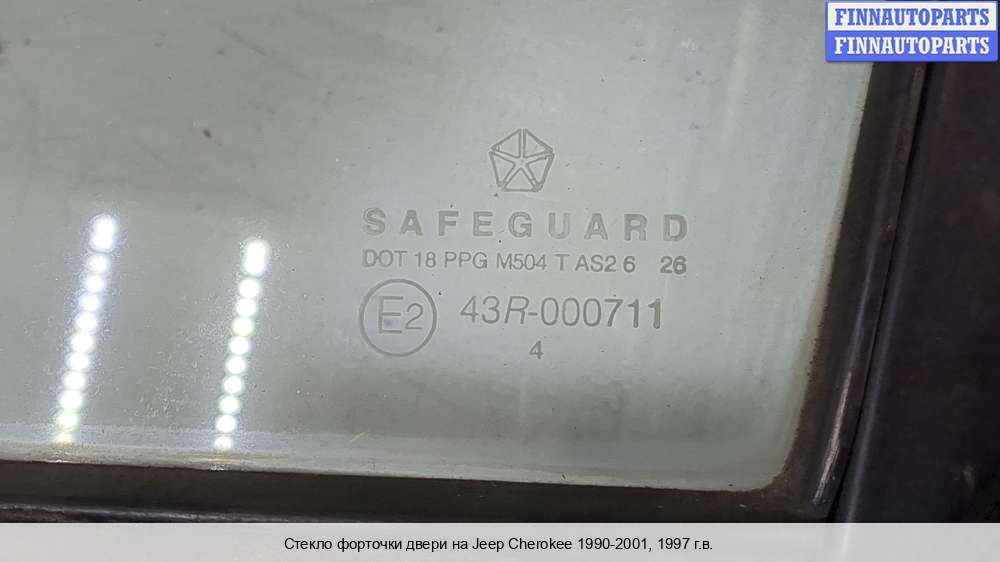 FINNAUTOPARTS
FINNAUTOPARTS
SAFEGUARD
DOT 18 PPG M504 T AS2 6 26
E2 43R-000711
4
Стекло форточки двери на Jeep Cherokee 1990-2001, 1997 г.в.